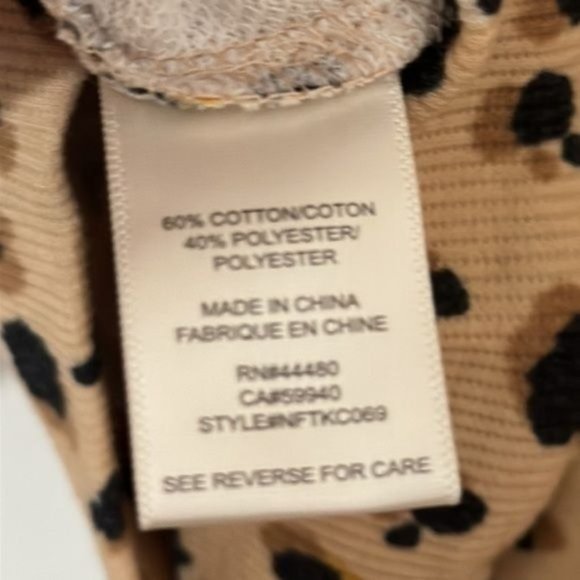 60% COTTON/COTON
40% POLYESTER/
POLYESTER
MADE IN CHINA
FABRIQUE EN CHINE
RN#44480
CA#59940
STYLE#NFTKC069
SEE REVERSE FOR CARE